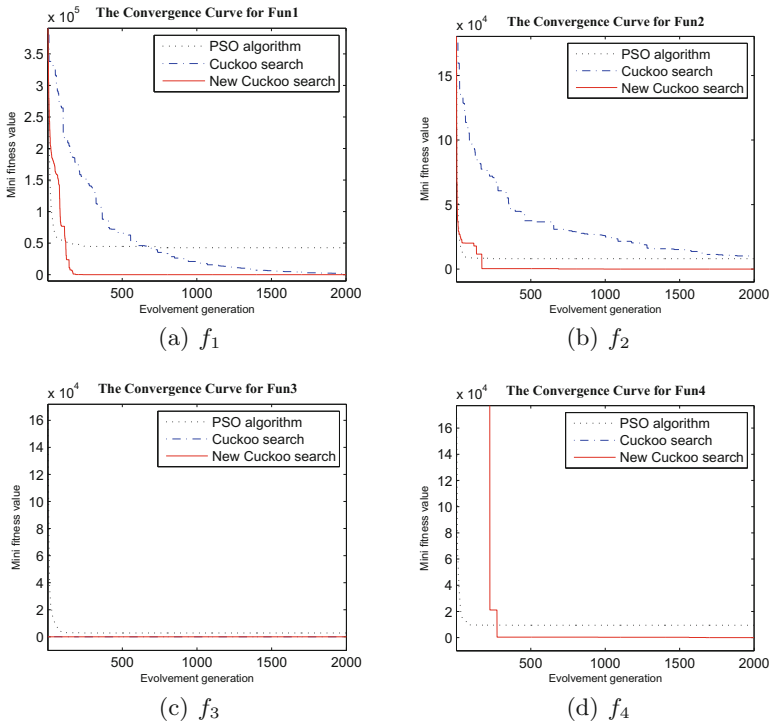 The Convergence Curve for Fun1
x 10^5
3.5
3
2.5
2
1.5
1
0.5
0
500
1000
1500
2000
Mini fitness value
Evolvement generation
PSO algorithm
Cuckoo search
New Cuckoo search
(a) f_1
The Convergence Curve for Fun2
x 10^4
15
10
5
0
500
1000
1500
2000
Mini fitness value
Evolvement generation
PSO algorithm
Cuckoo search
New Cuckoo search
(b) f_2
The Convergence Curve for Fun3
x 10^4
16
14
12
10
8
6
4
2
0
500
1000
1500
2000
Mini fitness value
Evolvement generation
PSO algorithm
Cuckoo search
New Cuckoo search
(c) f_3
The Convergence Curve for Fun4
x 10^4
16
14
12
10
8
6
4
2
0
500
1000
1500
2000
Mini fitness value
Evolvement generation
PSO algorithm
Cuckoo search
New Cuckoo search
(d) f_4